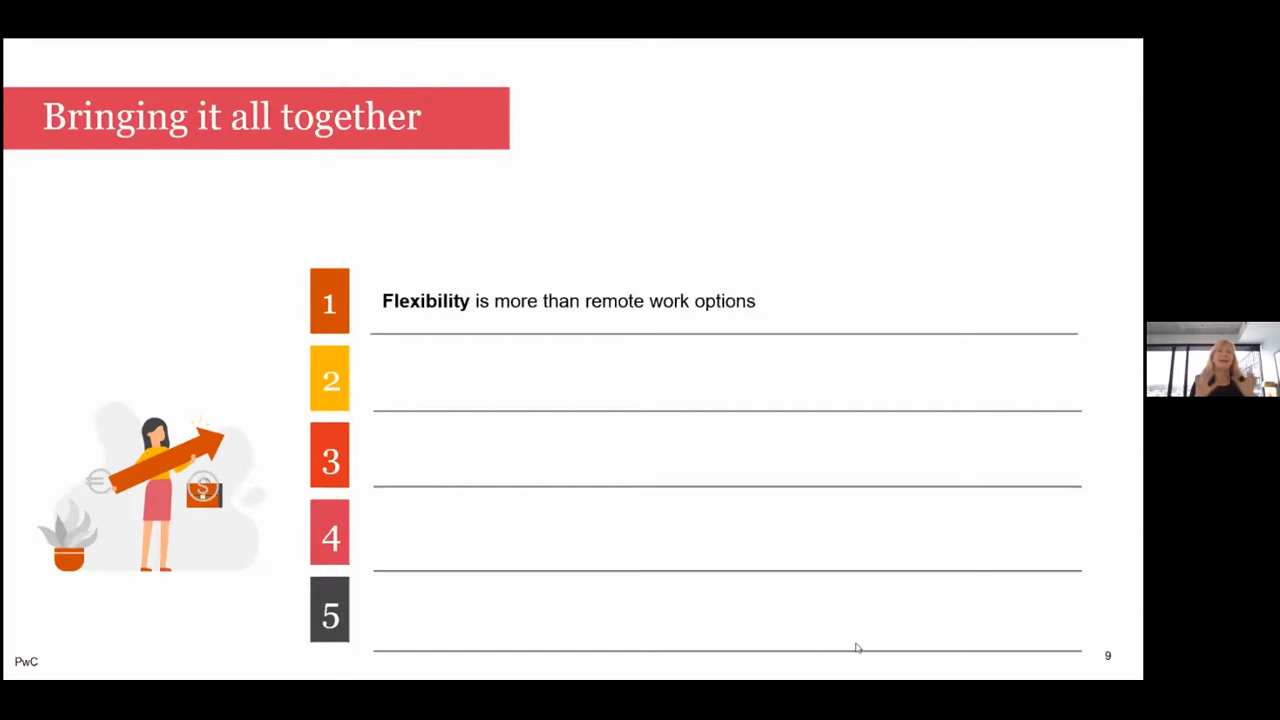 Bringing it all together
1
Flexibility is more than remote work options
2
3
4
5
PwC
9